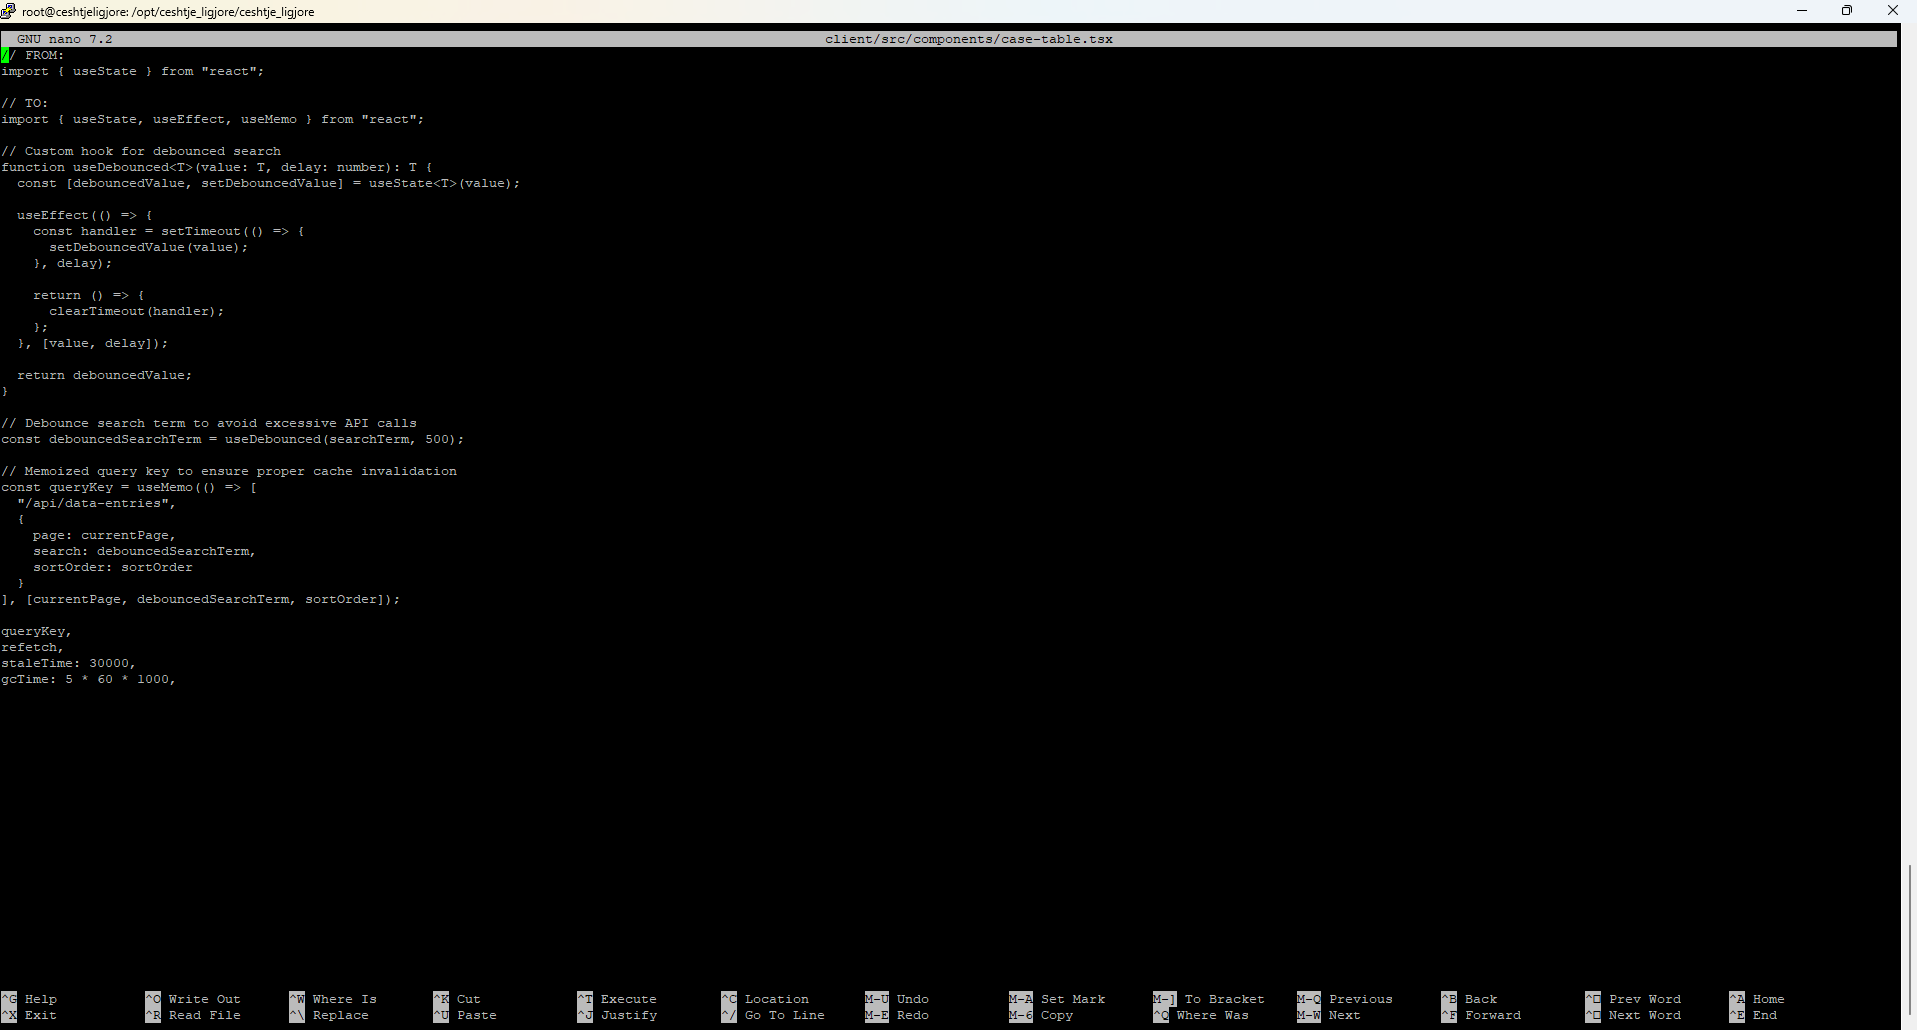 root@ceshtjeligjore: /opt/ceshtje_ligjore/ceshtje_ligjore
GNU nano 7.2 client/src/components/case-table.tsx
// FROM:
import { useState } from "react";

// TO:
import { useState, useEffect, useMemo } from "react";

// Custom hook for debounced search
function useDebounced<T>(value: T, delay: number): T {
  const [debouncedValue, setDebouncedValue] = useState<T>(value);

  useEffect(() => {
    const handler = setTimeout(() => {
      setDebouncedValue(value);
    }, delay);

    return () => {
      clearTimeout(handler);
    };
  }, [value, delay]);

  return debouncedValue;
}

// Debounce search term to avoid excessive API calls
const debouncedSearchTerm = useDebounced(searchTerm, 500);

// Memoized query key to ensure proper cache invalidation
const queryKey = useMemo(() => [
  "/api/data-entries",
  {
    page: currentPage,
    search: debouncedSearchTerm,
    sortOrder: sortOrder
  }
], [currentPage, debouncedSearchTerm, sortOrder]);

queryKey,
refetch,
staleTime: 30000,
gcTime: 5 * 60 * 1000,

^G Help ^O Write Out ^W Where Is ^K Cut ^T Execute ^C Location M-U Undo M-A Set Mark M-] To Bracket M-Q Previous ^B Back ^□ Prev Word ^A Home
^X Exit ^R Read File ^\ Replace ^U Paste ^J Justify ^/ Go To Line M-E Redo M-6 Copy ^Q Where Was M-W Next ^F Forward ^□ Next Word ^E End